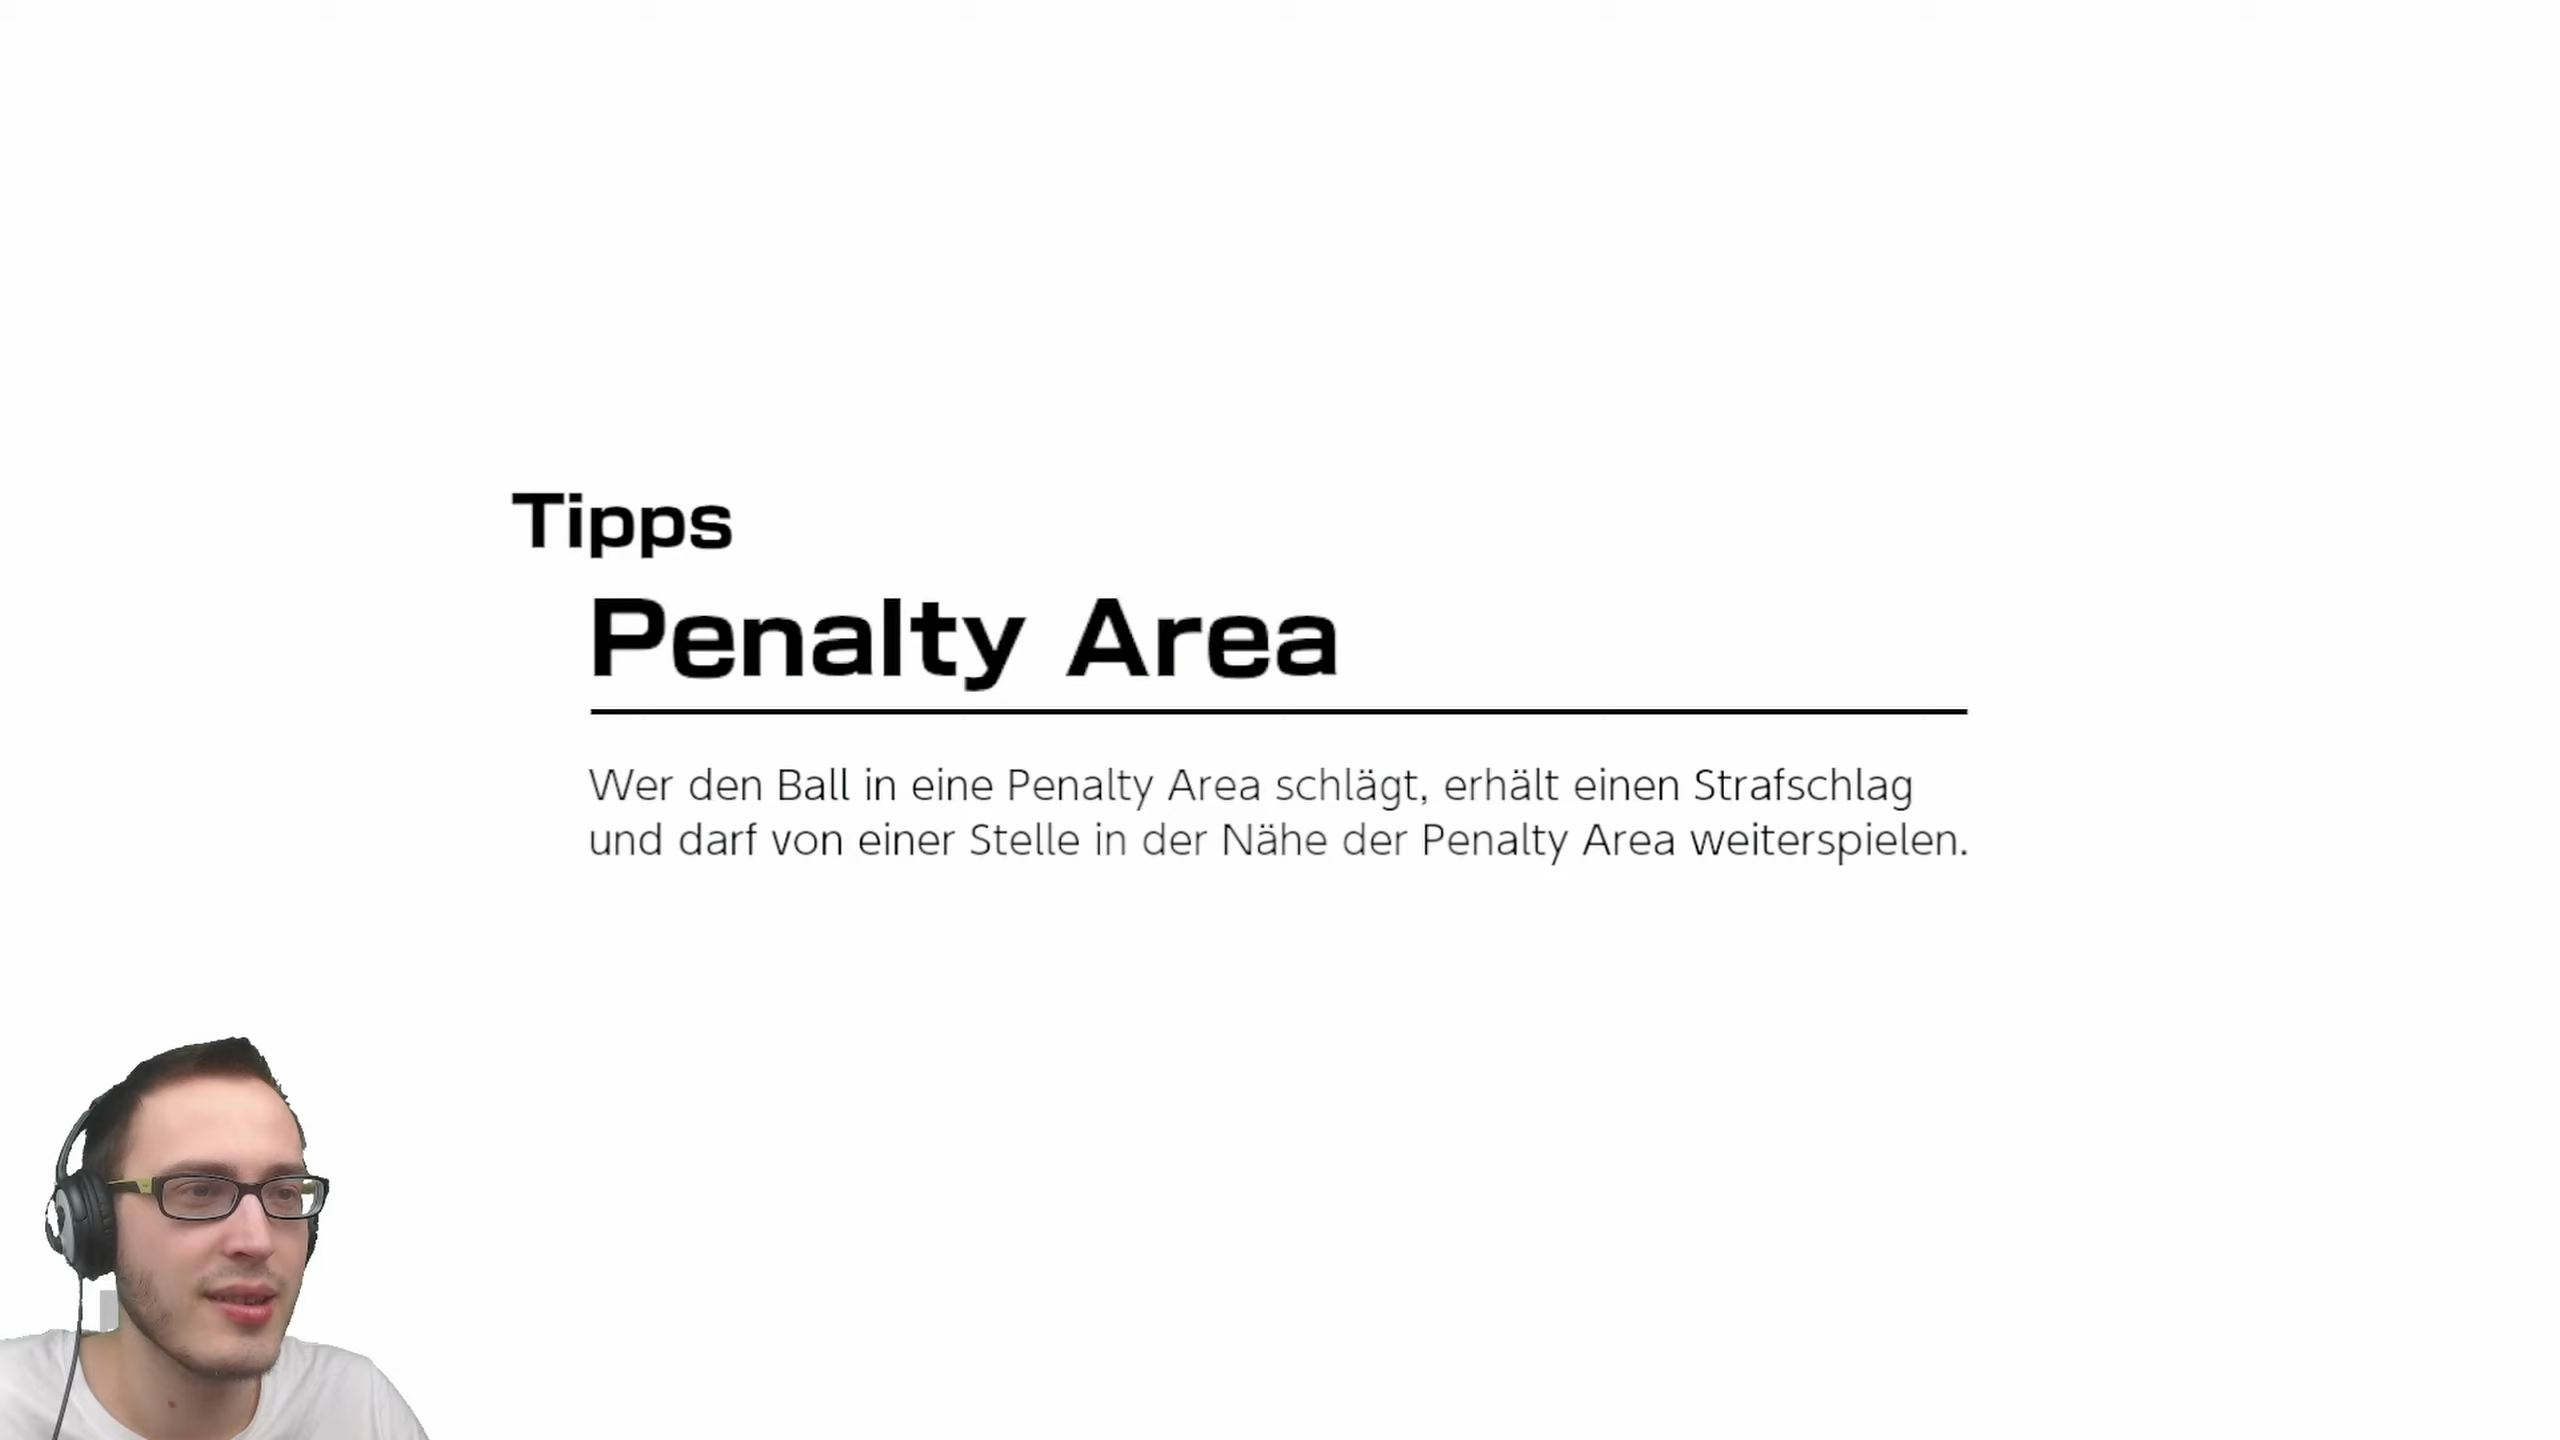 Tipps
Penalty Area
Wer den Ball in eine Penalty Area schlägt, erhält einen Strafschlag
und darf von einer Stelle in der Nähe der Penalty Area weiterspielen.